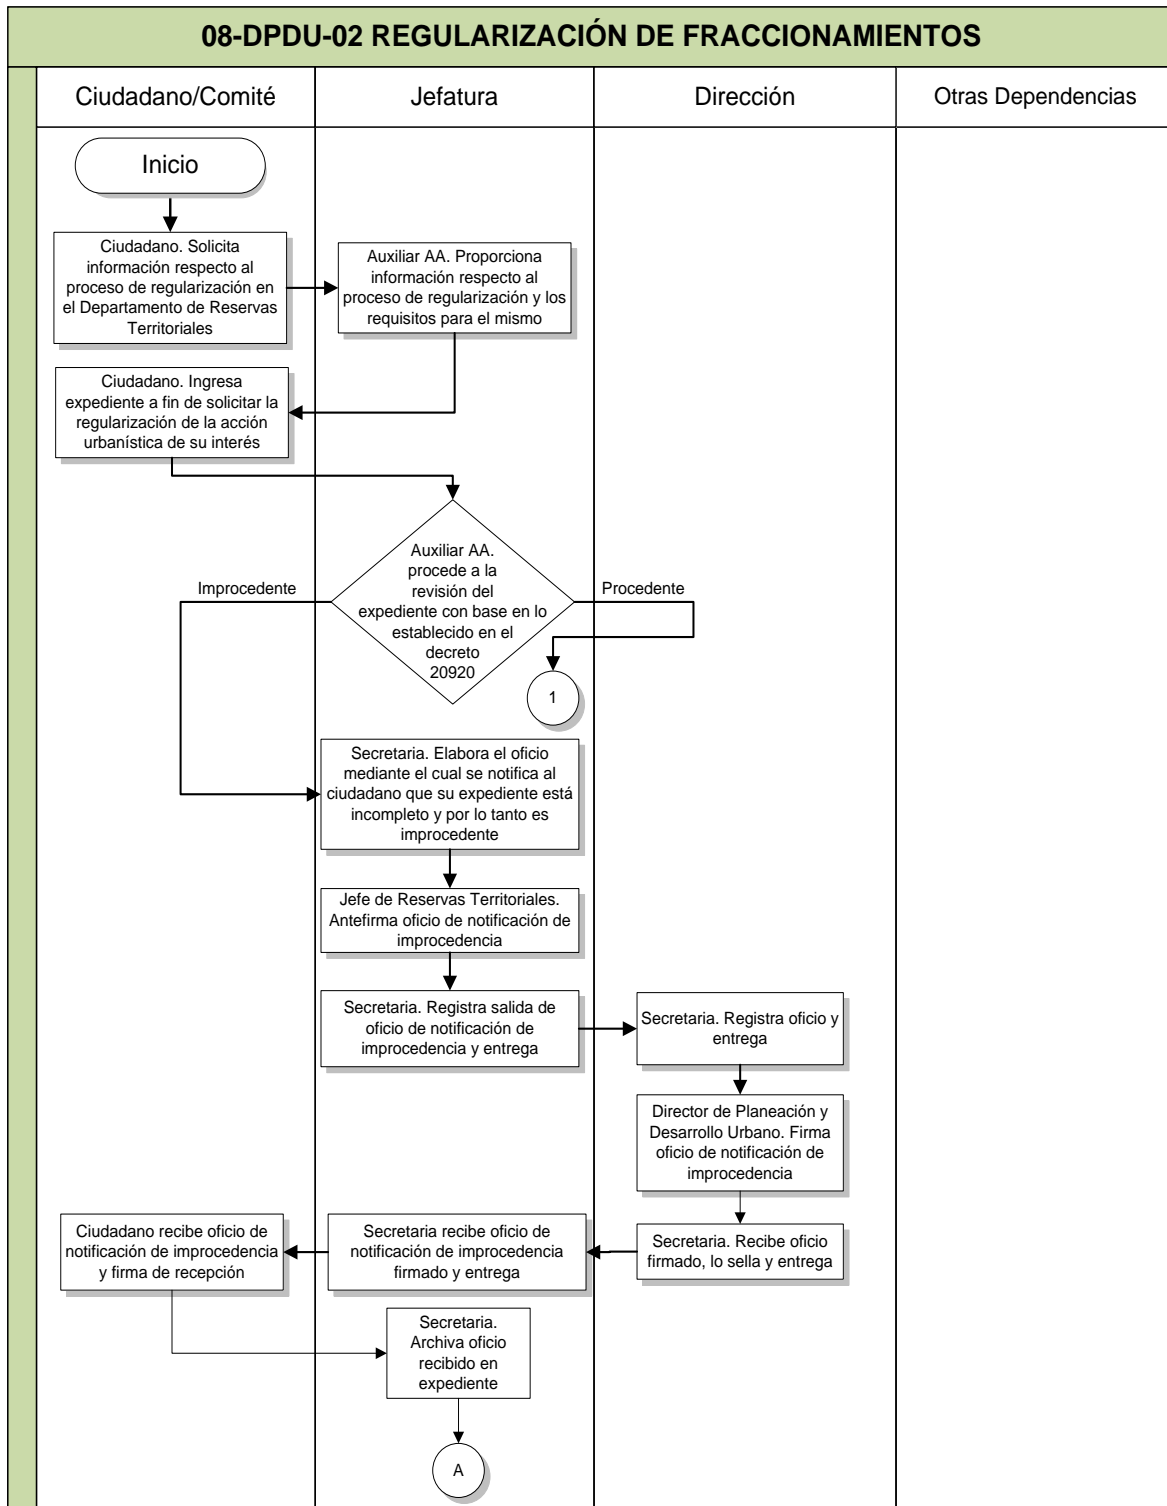 08-DPDU-02 REGULARIZACIÓN DE FRACCIONAMIENTOS
Ciudadano/Comité
Jefatura
Dirección
Otras Dependencias
Inicio
Ciudadano. Solicita
información respecto al
proceso de regularización en
el Departamento de Reservas
Territoriales
Auxiliar AA. Proporciona
información respecto al
proceso de regularización y los
requisitos para el mismo
Ciudadano. Ingresa
expediente a fin de solicitar la
regularización de la acción
urbanística de su interés
Auxiliar AA.
procede a la
revisión del
expediente con base en lo
establecido en el
decreto
20920
Improcedente
Procedente
1
Secretaria. Elabora el oficio
mediante el cual se notifica al
ciudadano que su expediente está
incompleto y por lo tanto es
improcedente
Jefe de Reservas Territoriales.
Antefirma oficio de notificación de
improcedencia
Secretaria. Registra salida de
oficio de notificación de
improcedencia y entrega
Secretaria. Registra oficio y
entrega
Director de Planeación y
Desarrollo Urbano. Firma
oficio de notificación de
improcedencia
Secretaria. Recibe oficio
firmado, lo sella y entrega
Secretaria recibe oficio de
notificación de improcedencia
firmado y entrega
Ciudadano recibe oficio de
notificación de improcedencia
y firma de recepción
Secretaria.
Archiva oficio
recibido en
expediente
A